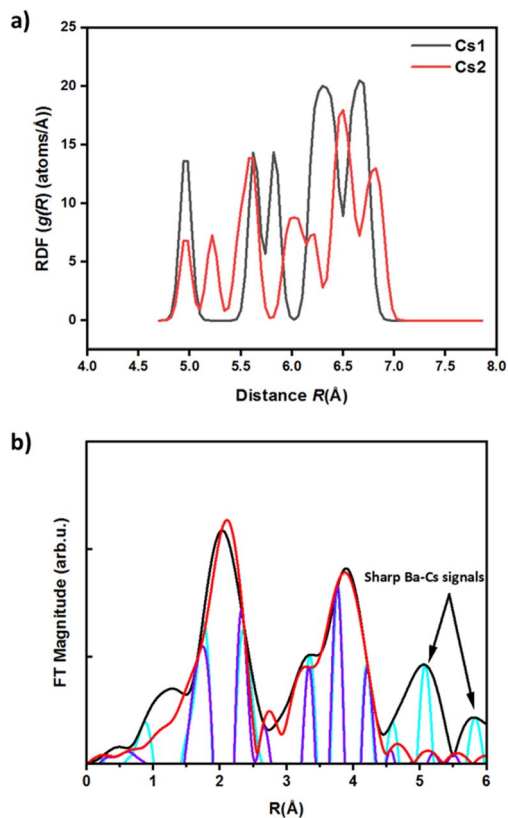 a)
25
20
15
10
5
0
RDF (g(R) (atoms/Å)
Cs1
Cs2
4.0 4.5 5.0 5.5 6.0 6.5 7.0 7.5 8.0
Distance R(Å)
b)
FT Magnitude (arb.u.)
Sharp Ba-Cs signals
0 1 2 3 4 5 6
R(Å)